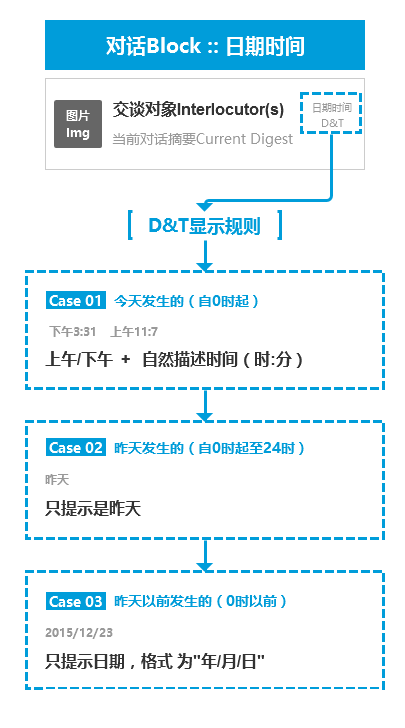 对话Block :: 日期时间
图片
Img
交谈对象Interlocutor(s)
当前对话摘要Current Digest
日期时间
D&T
[ D&T显示规则 ]
Case 01 今天发生的（自0时起）
下午3:31 上午11:7
上午/下午 + 自然描述时间（时:分）
Case 02 昨天发生的（自0时起至24时）
昨天
只提示是昨天
Case 03 昨天以前发生的（0时以前）
2015/12/23
只提示日期，格式 为"年/月/日"